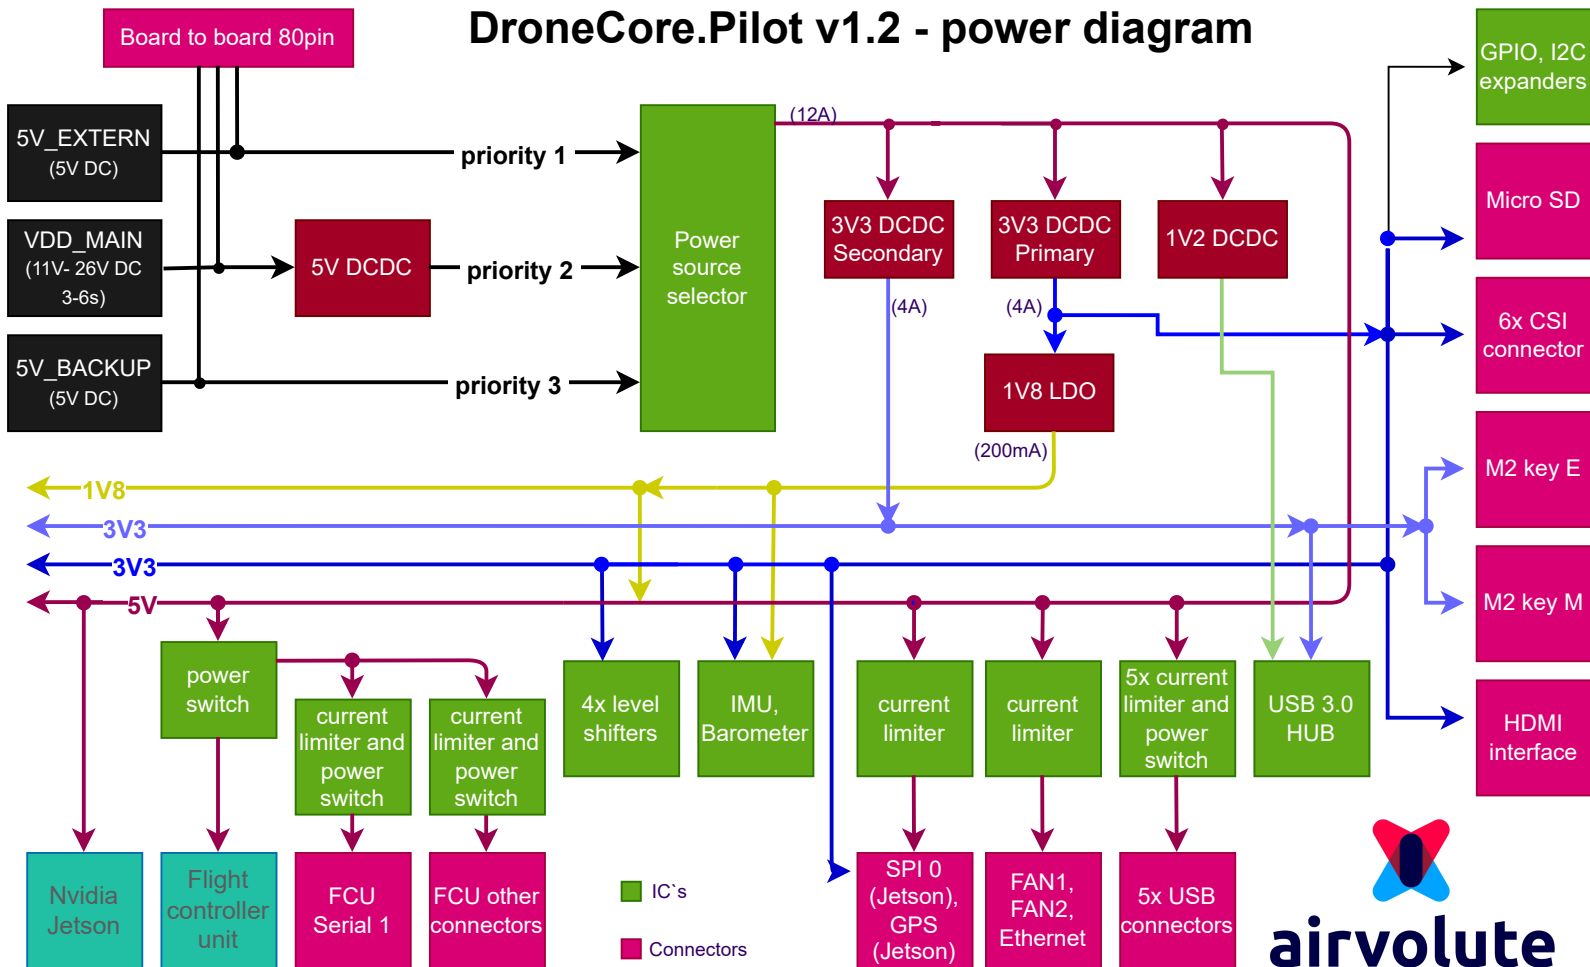 DroneCore.Pilot v1.2 - power diagram
Board to board 80pin
5V_EXTERN
(5V DC)
VDD_MAIN
(11V- 26V DC
3-6s)
5V_BACKUP
(5V DC)
5V DCDC
priority 1
priority 2
priority 3
Power
source
selector
(12A)
3V3 DCDC
Secondary
3V3 DCDC
Primary
1V2 DCDC
(4A)
(4A)
1V8 LDO
(200mA)
GPIO, I2C
expanders
Micro SD
6x CSI
connector
M2 key E
M2 key M
HDMI
interface
1V8
3V3
3V3
5V
power
switch
current
limiter and
power
switch
current
limiter and
power
switch
4x level
shifters
IMU,
Barometer
current
limiter
current
limiter
5x current
limiter and
power
switch
USB 3.0
HUB
Nvidia
Jetson
Flight
controller
unit
FCU
Serial 1
FCU other
connectors
IC`s
Connectors
SPI 0
(Jetson),
GPS
(Jetson)
FAN1,
FAN2,
Ethernet
5x USB
connectors
airvolute